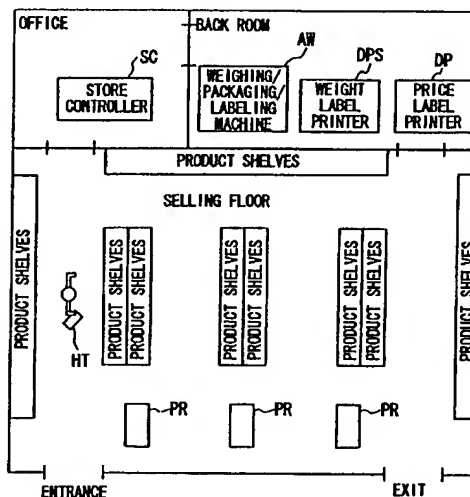 OFFICE
BACK ROOM
SC
AW
DPS
DP
STORE
CONTROLLER
WEIGHING/
PACKAGING/
LABELING
MACHINE
WEIGHT
LABEL
PRINTER
PRICE
LABEL
PRINTER
PRODUCT SHELVES
SELLING FLOOR
PRODUCT SHELVES
HT
PRODUCT SHELVES
PRODUCT SHELVES
PRODUCT SHELVES
PRODUCT SHELVES
PRODUCT SHELVES
PRODUCT SHELVES
PRODUCT SHELVES
PR
PR
PR
ENTRANCE
EXIT